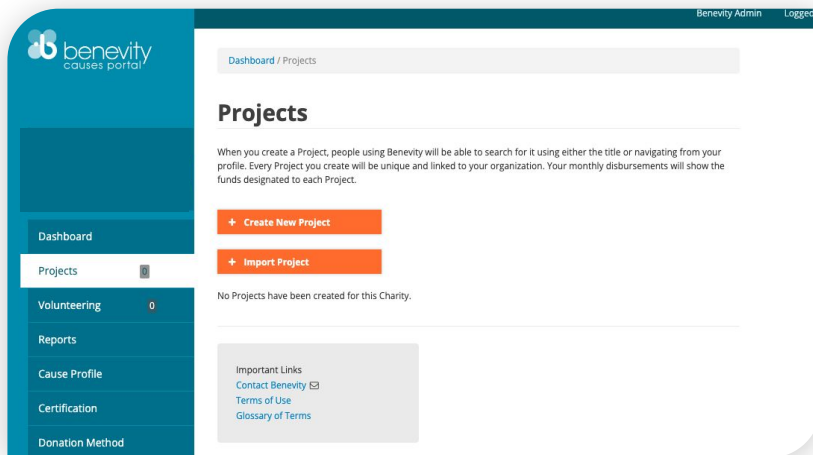 Benevity Admin Logged
benevity
causes portal
Dashboard / Projects
Projects
When you create a Project, people using Benevity will be able to search for it using either the title or navigating from your
profile. Every Project you create will be unique and linked to your organization. Your monthly disbursements will show the
funds designated to each Project.
+ Create New Project
+ Import Project
No Projects have been created for this Charity.
Dashboard
Projects 0
Volunteering 0
Reports
Cause Profile
Certification
Donation Method
Important Links
Contact Benevity
Terms of Use
Glossary of Terms